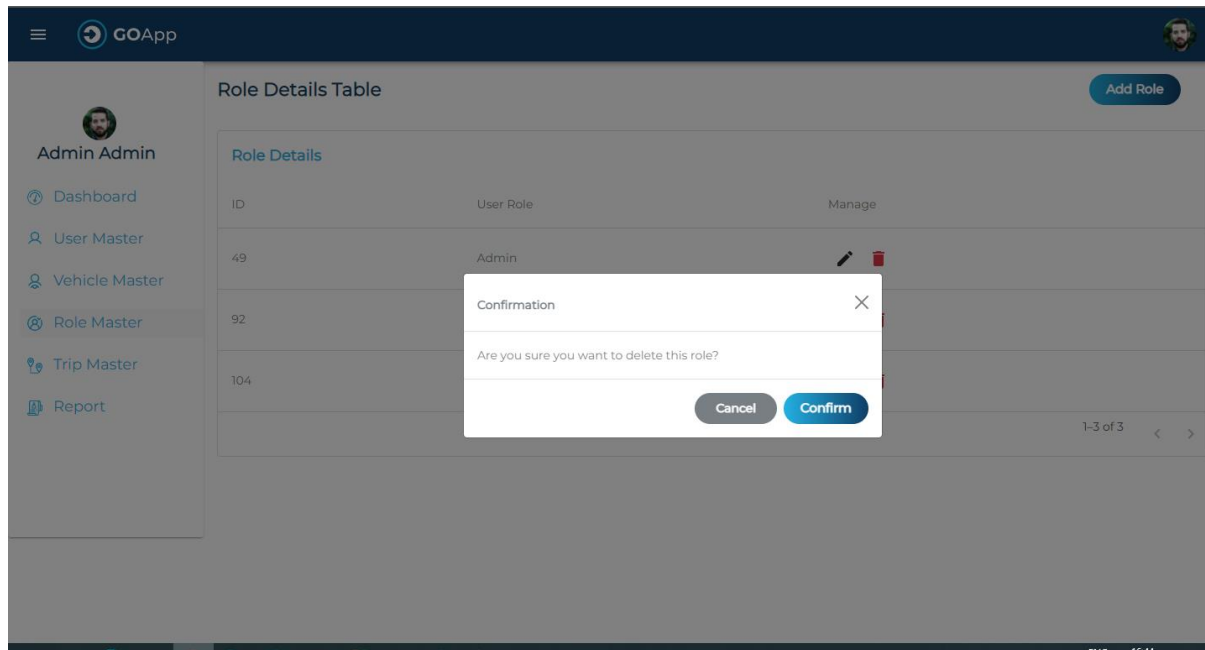 GOApp
Role Details Table
Add Role
Admin Admin
Role Details
Dashboard
ID User Role Manage
User Master
49 Admin
Vehicle Master
Confirmation
Role Master
92
Are you sure you want to delete this role?
Trip Master
104
Report
Cancel Confirm
1-3 of 3